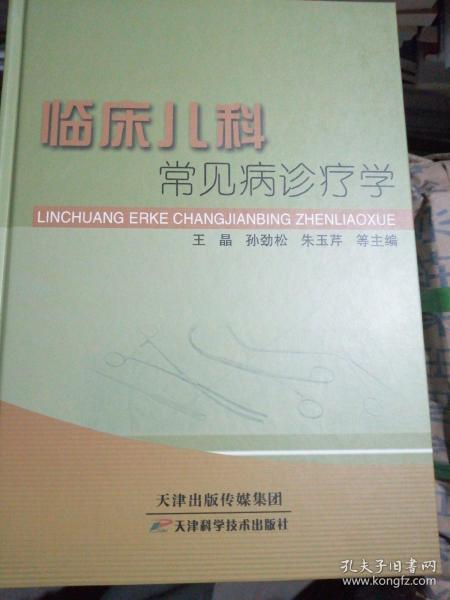 临床儿科
常见病诊疗学
LINCHUANG ERKE CHANGJIANBING ZHENLIAOXUE
王 晶 孙劲松 朱玉芹 等主编
天津出版传媒集团
天津科学技术出版社
孔夫子旧书网
www.kongfz.com